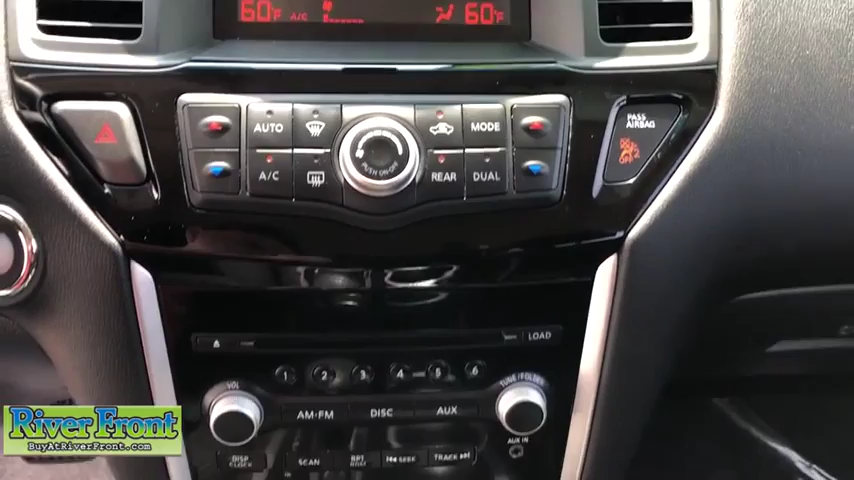 60°F A/C 60°F
AUTO MODE
PUSH ON·OFF
A/C REAR DUAL
PASS
AIRBAG
OFF
LOAD
1 2 3 4 5 6
VOL TUNE/FOLDER
AM·FM DISC AUX
AUX IN
DISP
CLOCK
SCAN RPT SEEK TRACK
River Front
BuyAtRiverFront.com